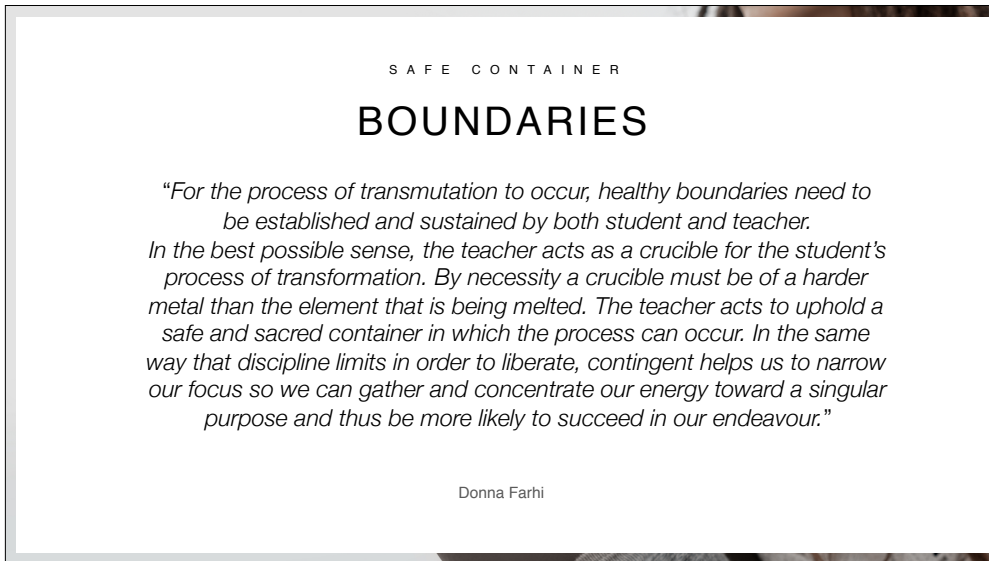 SAFE CONTAINER
BOUNDARIES
“For the process of transmutation to occur, healthy boundaries need to
be established and sustained by both student and teacher.
In the best possible sense, the teacher acts as a crucible for the student’s
process of transformation. By necessity a crucible must be of a harder
metal than the element that is being melted. The teacher acts to uphold a
safe and sacred container in which the process can occur. In the same
way that discipline limits in order to liberate, contingent helps us to narrow
our focus so we can gather and concentrate our energy toward a singular
purpose and thus be more likely to succeed in our endeavour.”
Donna Farhi